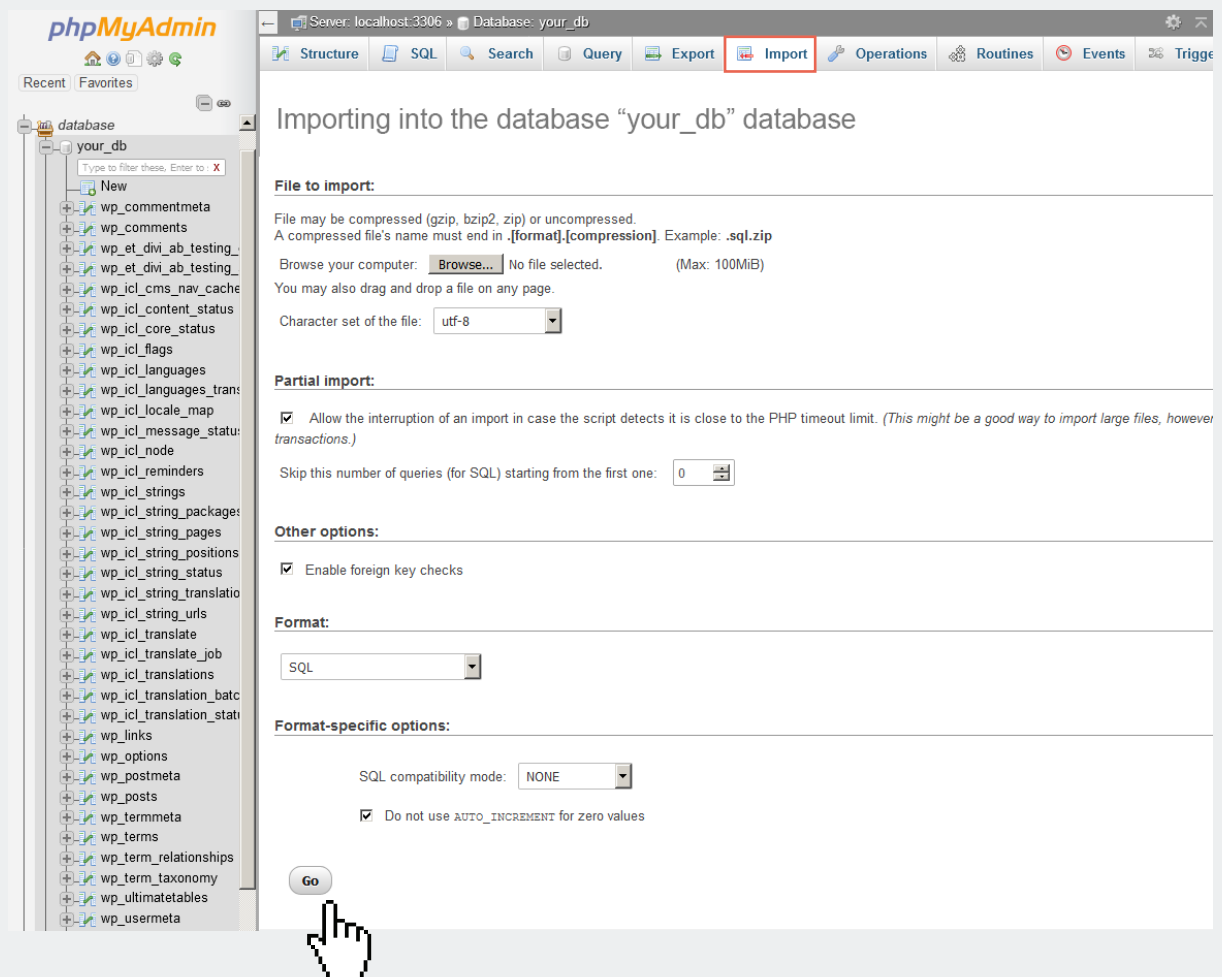 phpMyAdmin
Recent Favorites
database
your_db
Type to filter these, Enter to : X
New
wp_commentmeta
wp_comments
wp_et_divi_ab_testing_
wp_et_divi_ab_testing_
wp_icl_cms_nav_cache
wp_icl_content_status
wp_icl_core_status
wp_icl_flags
wp_icl_languages
wp_icl_languages_trans
wp_icl_locale_map
wp_icl_message_status
wp_icl_node
wp_icl_reminders
wp_icl_strings
wp_icl_string_packages
wp_icl_string_pages
wp_icl_string_positions
wp_icl_string_status
wp_icl_string_translatio
wp_icl_string_urls
wp_icl_translate
wp_icl_translate_job
wp_icl_translations
wp_icl_translation_batc
wp_icl_translation_statu
wp_links
wp_options
wp_postmeta
wp_posts
wp_termmeta
wp_terms
wp_term_relationships
wp_term_taxonomy
wp_ultimatetables
wp_usermeta
Server: localhost:3306 » Database: your_db
Structure SQL Search Query Export Import Operations Routines Events Trigge
Importing into the database “your_db” database
File to import:
File may be compressed (gzip, bzip2, zip) or uncompressed.
A compressed file's name must end in .[format].[compression]. Example: .sql.zip
Browse your computer: Browse... No file selected. (Max: 100MiB)
You may also drag and drop a file on any page.
Character set of the file: utf-8
Partial import:
Allow the interruption of an import in case the script detects it is close to the PHP timeout limit. (This might be a good way to import large files, however
transactions.)
Skip this number of queries (for SQL) starting from the first one: 0
Other options:
Enable foreign key checks
Format:
SQL
Format-specific options:
SQL compatibility mode: NONE
Do not use AUTO_INCREMENT for zero values
Go